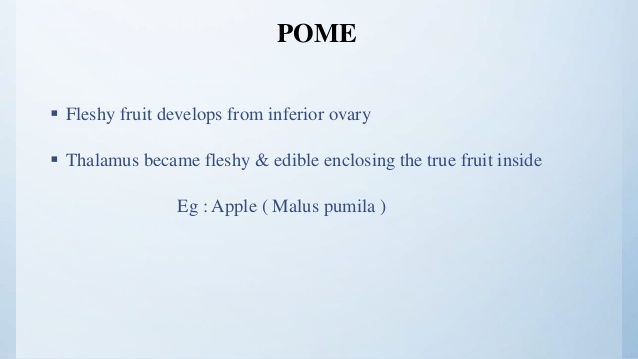 POME
▪ Fleshy fruit develops from inferior ovary
▪ Thalamus became fleshy & edible enclosing the true fruit inside
Eg : Apple ( Malus pumila )